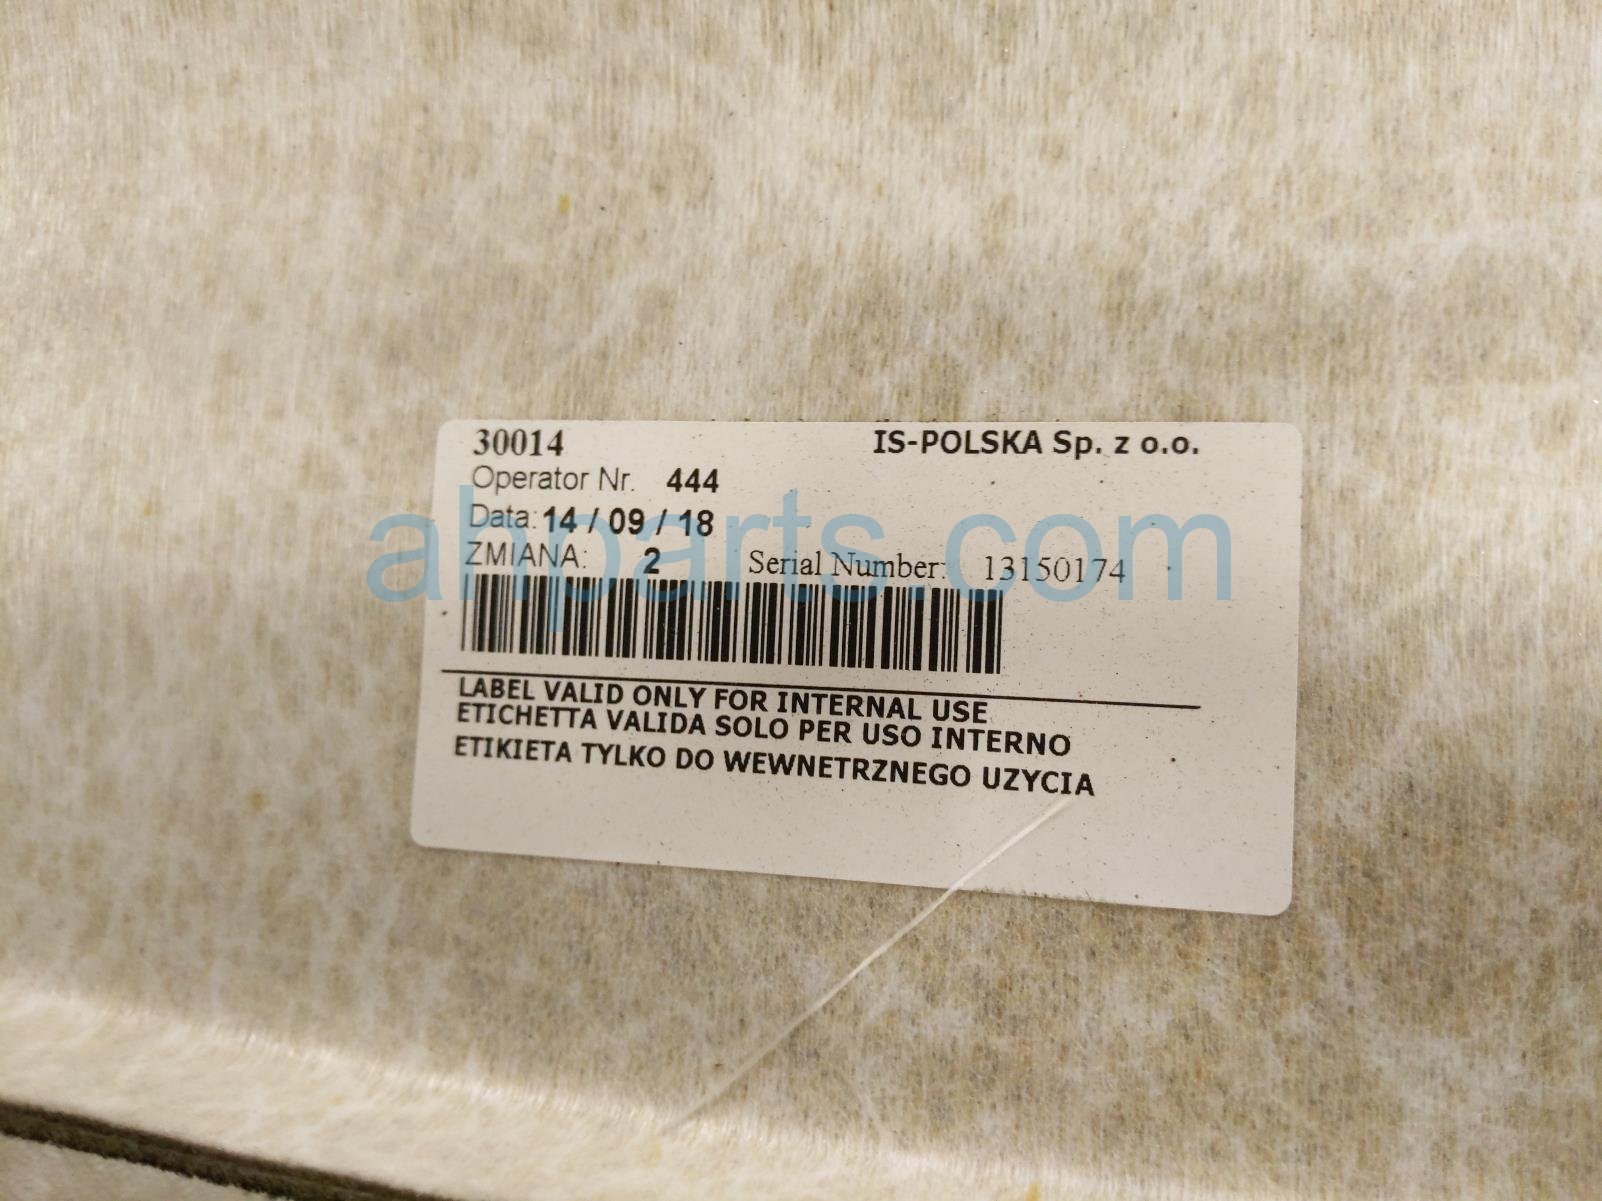 30014 IS-POLSKA Sp. z o.o.
Operator Nr. 444
Data: 14 / 09 / 18
ZMIANA: 2 Serial Number: 13150174
LABEL VALID ONLY FOR INTERNAL USE
ETICHETTA VALIDA SOLO PER USO INTERNO
ETIKIETA TYLKO DO WEWNETRZNEGO UZYCIA
ahparts.com